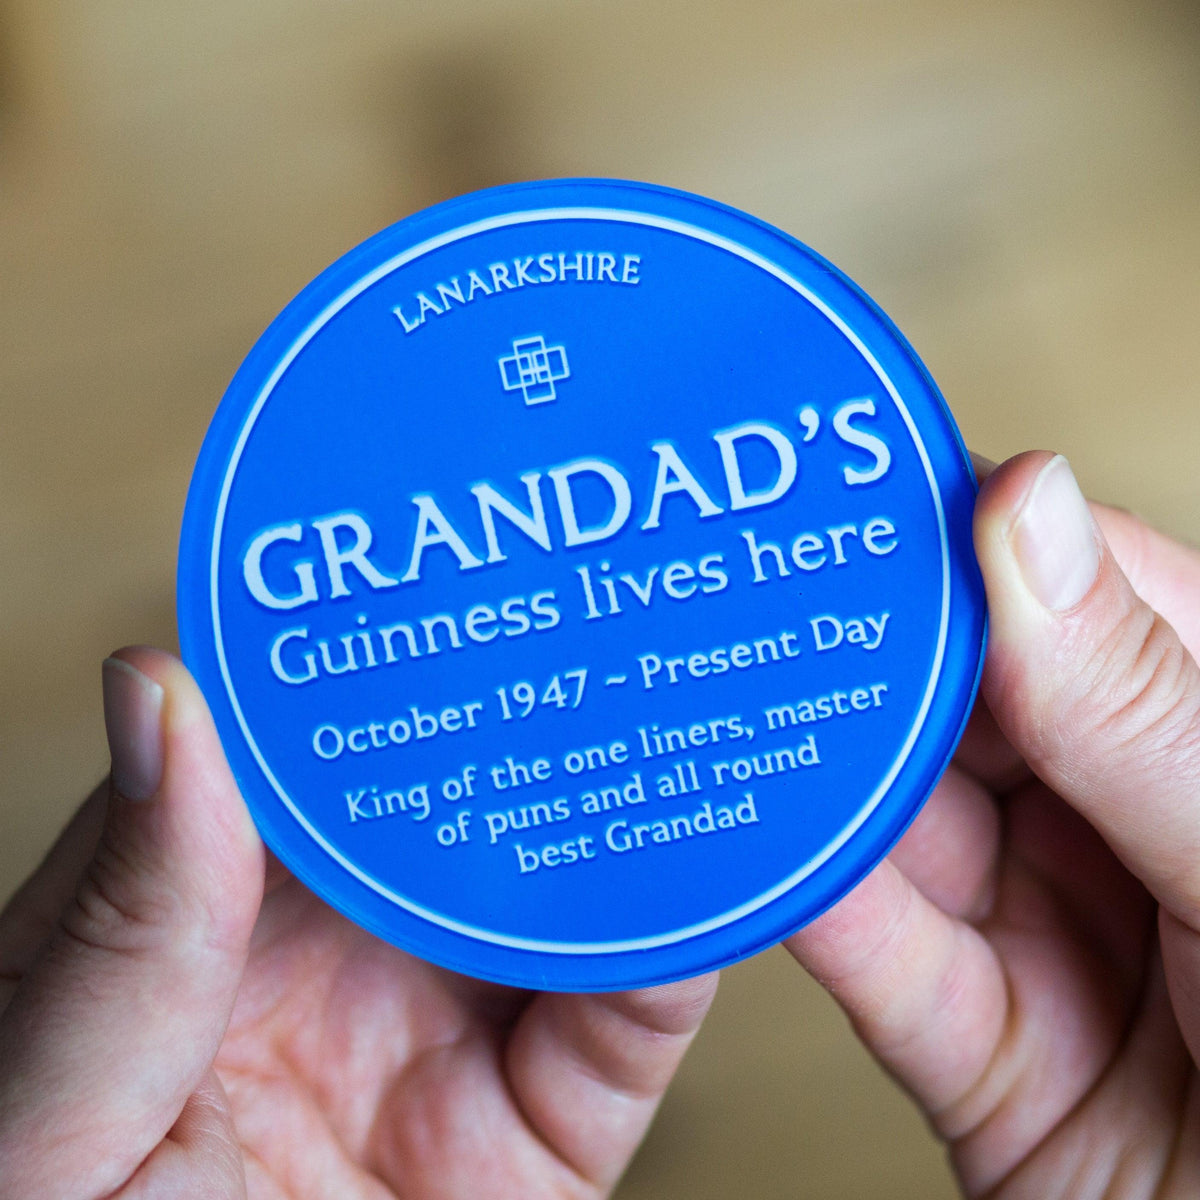 LANARKSHIRE
GRANDAD'S
Guinness lives here
October 1947 ~ Present Day
King of the one liners, master
of puns and all round
best Grandad